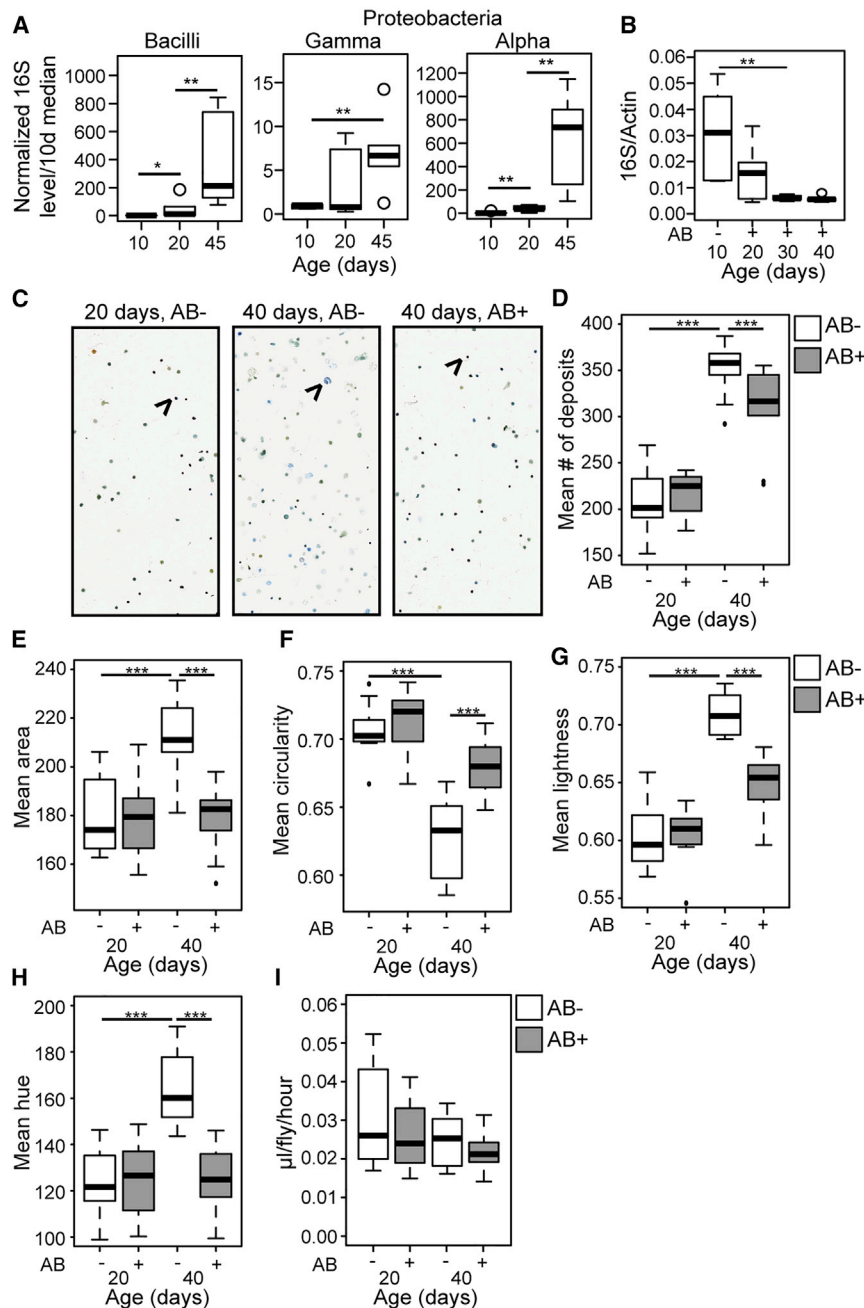 A
Proteobacteria
Bacilli
Gamma
Alpha
Normalized 16S
level/10d median
1000
800
600
400
200
0
*
**
10 20 45
15
10
5
0
**
10 20 45
1200
1000
800
600
400
200
0
**
**
10 20 45
Age (days)
B
16S/Actin
0.06
0.05
0.04
0.03
0.02
0.01
0.00
**
AB - + + +
10 20 30 40
Age (days)
C
20 days, AB-
40 days, AB-
40 days, AB+
D
Mean # of deposits
400
350
300
250
200
150
***
***
AB-
AB+
AB - + - +
20 40
Age (days)
E
Mean area
240
220
200
180
160
***
***
AB - + - +
20 40
Age (days)
F
Mean circularity
0.75
0.70
0.65
0.60
***
***
- + - +
20 40
Age (days)
G
Mean lightness
0.75
0.70
0.65
0.60
0.55
***
***
AB-
AB+
AB - + - +
20 40
Age (days)
H
Mean hue
200
180
160
140
120
100
***
***
AB - + - +
20 40
Age (days)
I
µl/fly/hour
0.06
0.05
0.04
0.03
0.02
0.01
0.00
AB-
AB+
- + - +
20 40
Age (days)